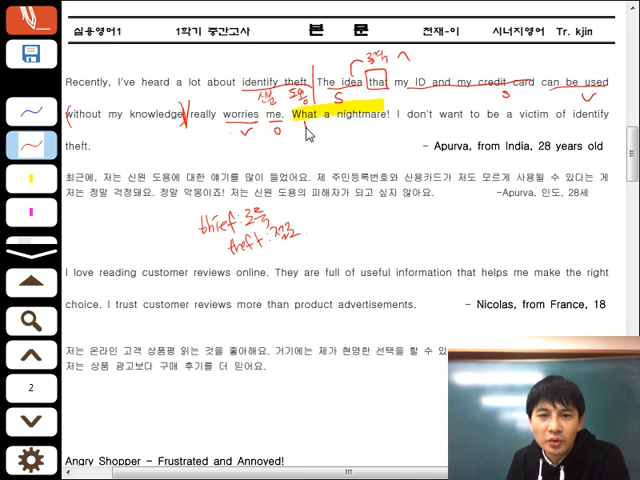 실용영어1 1학기 중간고사 본 문 천재-이 시너지영어 Tr. kjin
동격
Recently, I've heard a lot about identify theft. The idea that my ID and my credit card can be used
신분 도용 S S V
without my knowledge really worries me. What a nightmare! I don't want to be a victim of identify
V O
theft. - Apurva, from India, 28 years old
최근에, 저는 신원 도용에 대한 얘기를 많이 들었어요. 제 주민등록번호와 신용카드가 저도 모르게 사용될 수 있다는 게
저는 정말 걱정돼요. 정말 악몽이죠! 저는 신원 도용의 피해자가 되고 싶지 않아요. -Apurva, 인도, 28세
thief: 도둑
theft: 절도
I love reading customer reviews online. They are full of useful information that helps me make the right
choice. I trust customer reviews more than product advertisements. - Nicolas, from France, 18
저는 온라인 고객 상품평 읽는 것을 좋아해요. 거기에는 제가 현명한 선택을 할 수 있
저는 상품 광고보다 구매 후기를 더 믿어요.
2
Angry Shopper - Frustrated and Annoyed!